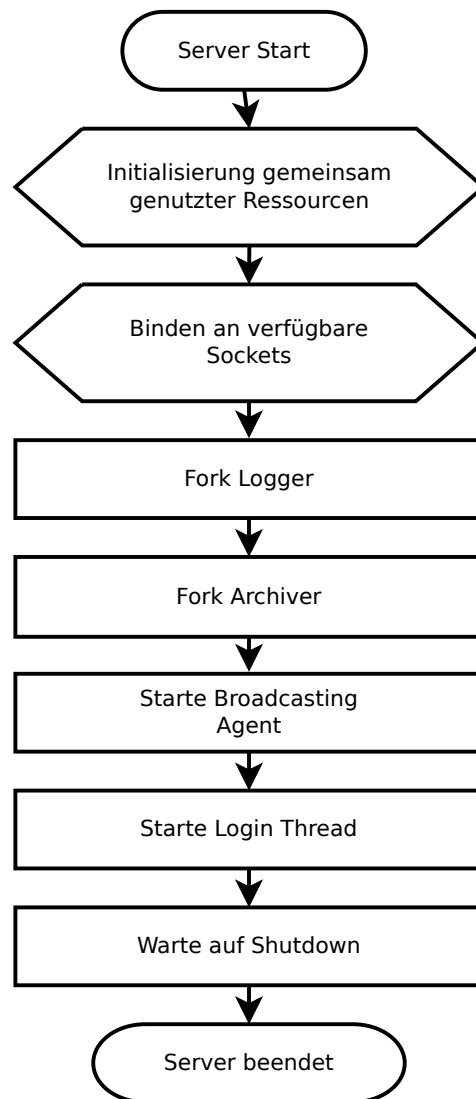 Server Start
Initialisierung gemeinsam
genutzter Ressourcen
Binden an verfügbare
Sockets
Fork Logger
Fork Archiver
Starte Broadcasting
Agent
Starte Login Thread
Warte auf Shutdown
Server beendet